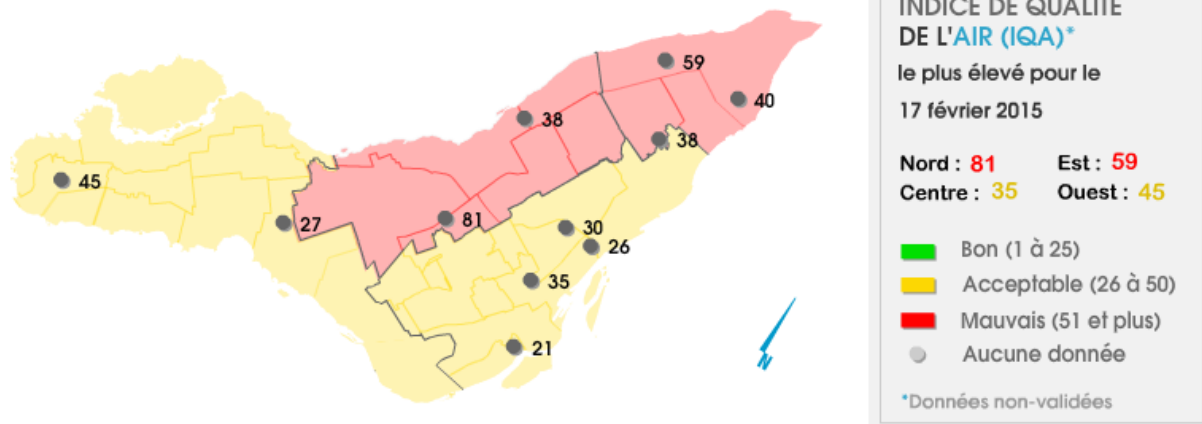 INDICE DE QUALITÉ
DE L'AIR (IQA)*
le plus élevé pour le
17 février 2015
Nord : 81 Est : 59
Centre : 35 Ouest : 45
Bon (1 à 25)
Acceptable (26 à 50)
Mauvais (51 et plus)
Aucune donnée
*Données non-validées
59
40
38
38
45
27
81
30
26
35
21
N